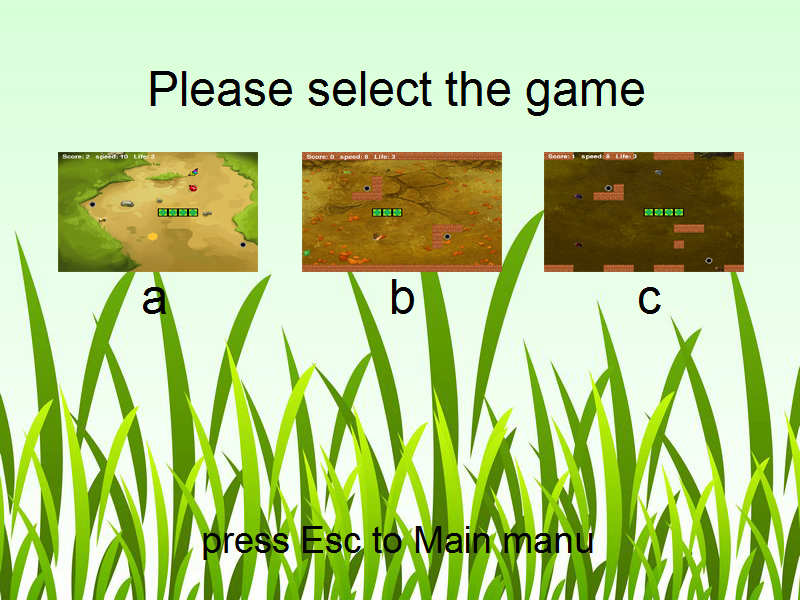 Please select the game
Score: 2 speed: 10 Life: 3
Score: 0 speed: 8 Life: 3
Score: 1 speed: 8 Life: 3
a
b
c
press Esc to Main manu